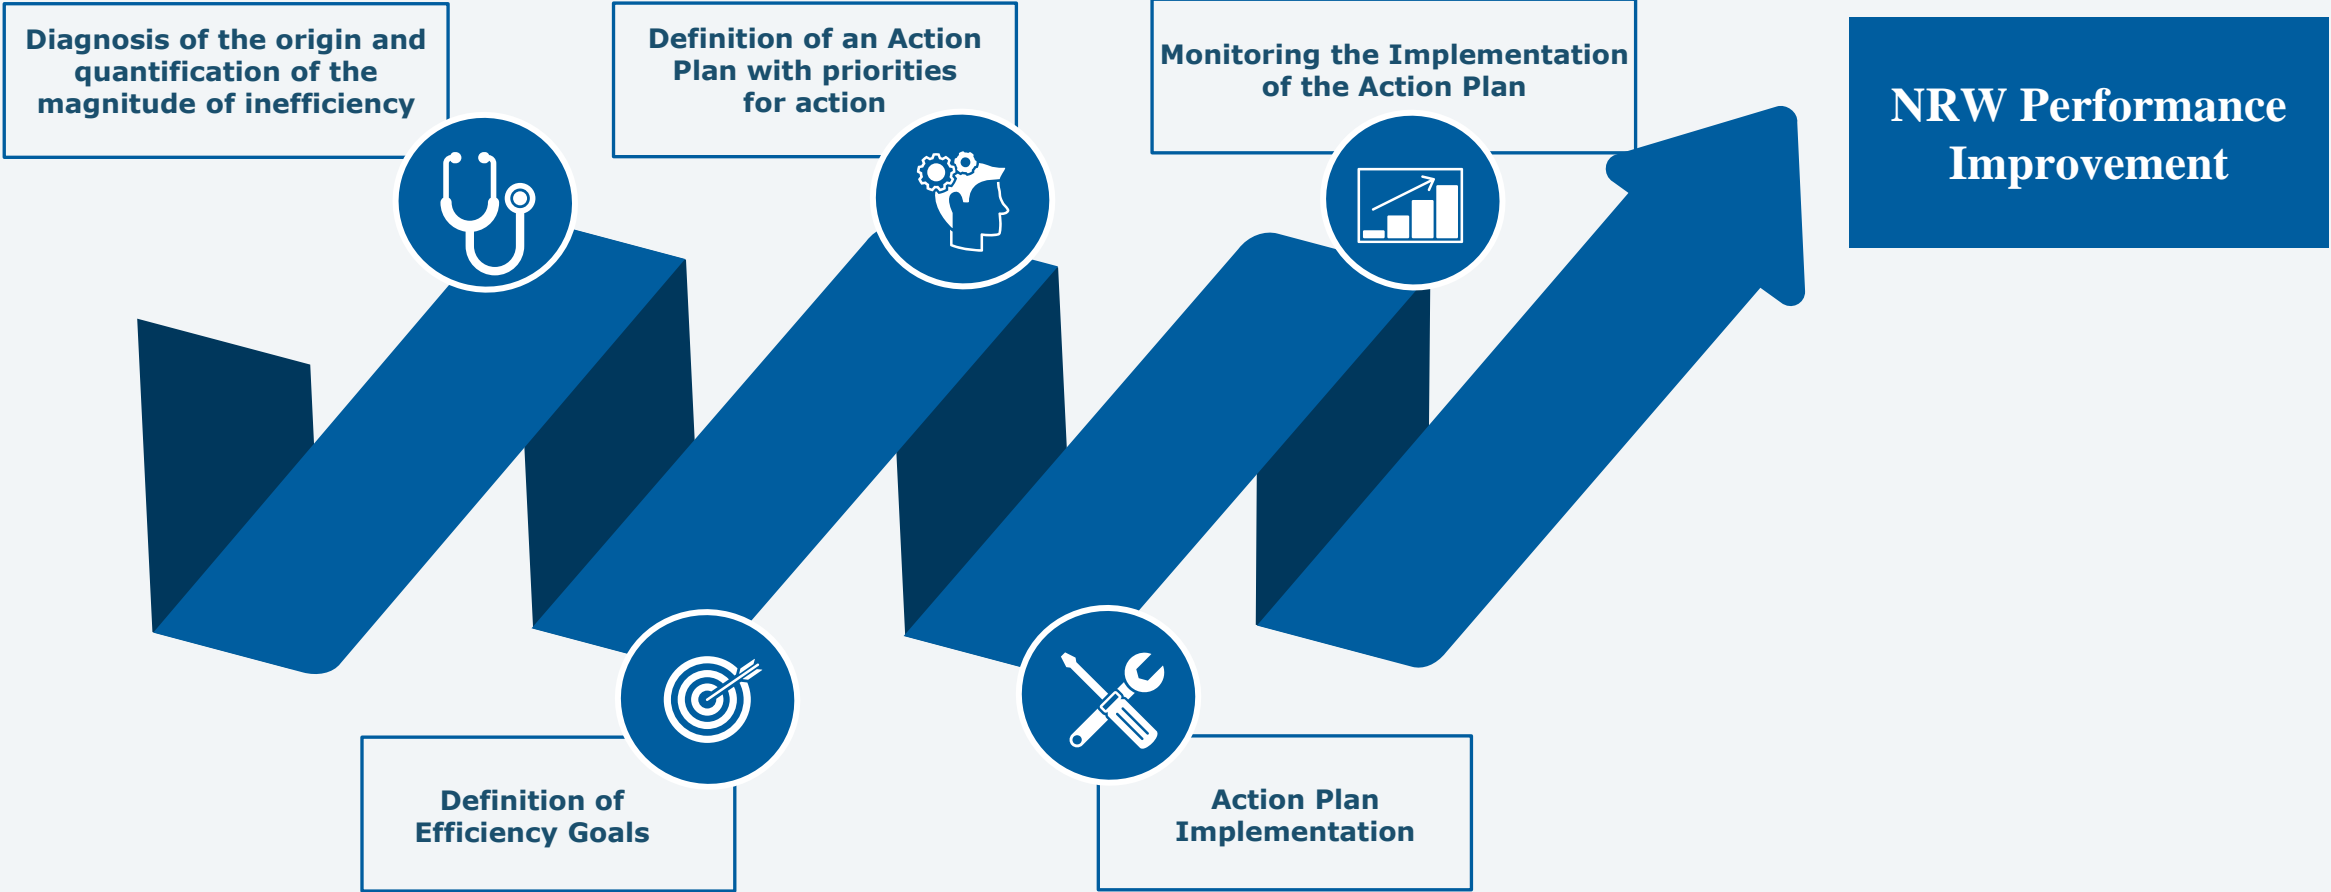 Diagnosis of the origin and
quantification of the
magnitude of inefficiency
Definition of an Action
Plan with priorities
for action
Monitoring the Implementation
of the Action Plan
NRW Performance
Improvement
Definition of
Efficiency Goals
Action Plan
Implementation